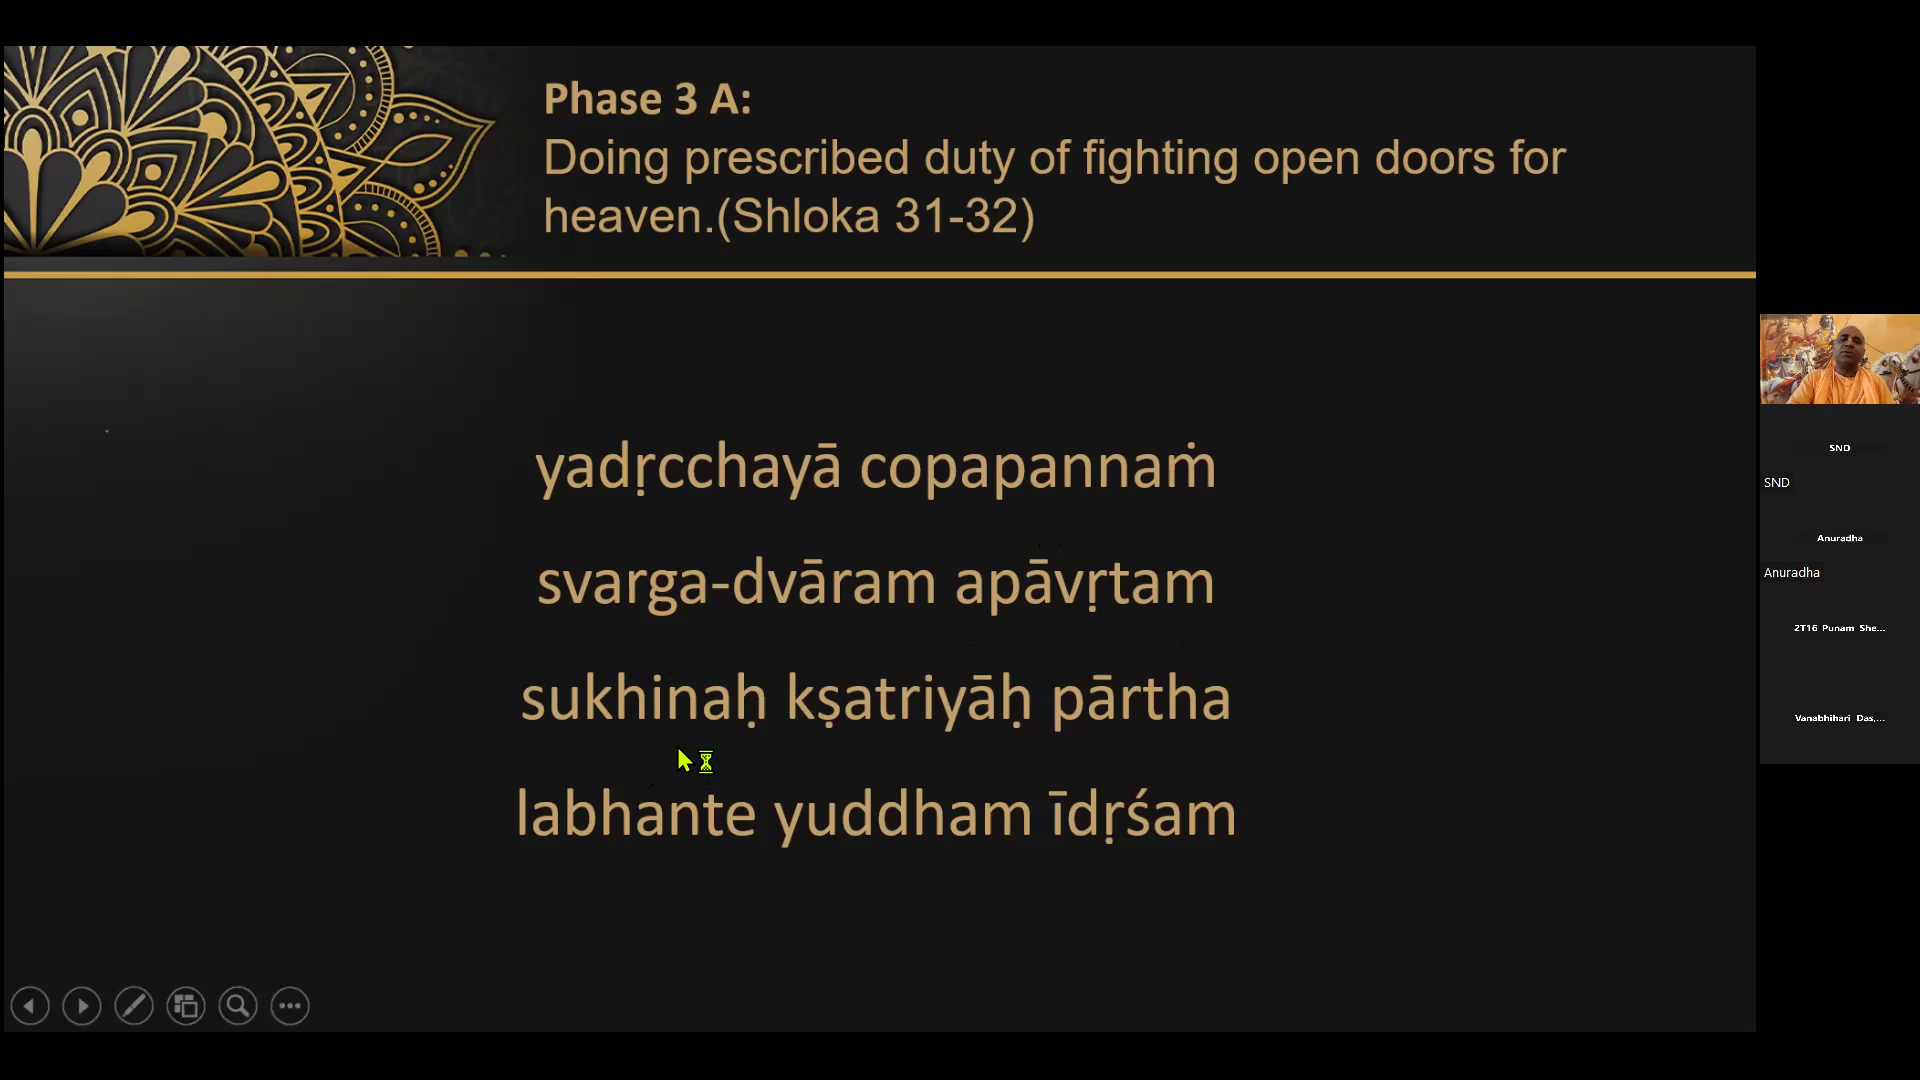 Phase 3 A:
Doing prescribed duty of fighting open doors for
heaven.(Shloka 31-32)
yadṛcchayā copapannaṁ
svarga-dvāram apāvṛtam
sukhinaḥ kṣatriyāḥ pārtha
labhante yuddham īdṛśam
SND
SND
Anuradha
Anuradha
2T16 Punam She...
Vanabhihari Das,...